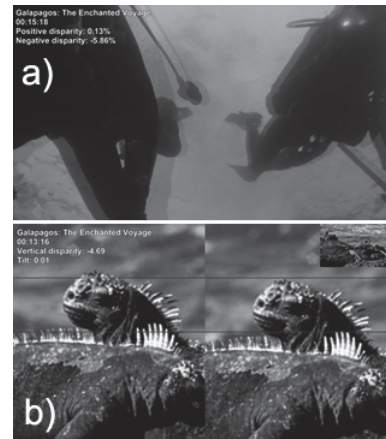 Galapagos: The Enchanted Voyage
00:15:18
Positive disparity: 0.13%
Negative disparity: -5.86%
a)
Galapagos: The Enchanted Voyage
00:13:16
Vertical disparity: -4.69
Tilt: 0.01
b)